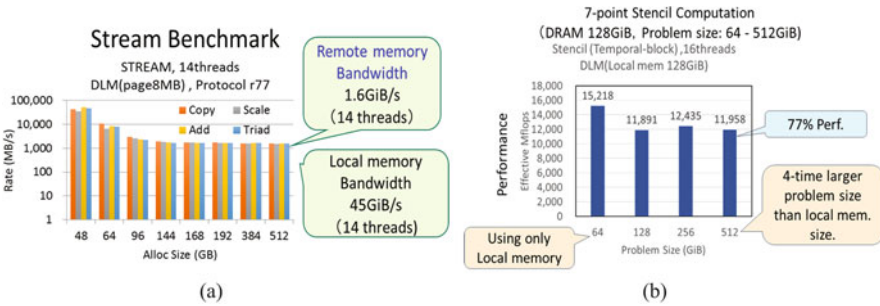 Stream Benchmark
STREAM, 14threads
DLM(page8MB) , Protocol r77
Rate (MB/s)
100,000
10,000
1,000
100
10
1
Copy
Scale
Add
Triad
48 64 96 144 168 192 384 512
Alloc Size (GB)
Remote memory
Bandwidth
1.6GiB/s
(14 threads)
Local memory
Bandwidth
45GiB/s
(14 threads)
(a)
7-point Stencil Computation
(DRAM 128GiB, Problem size: 64 - 512GiB)
Stencil (Temporal-block) ,16threads
DLM(Local mem 128GiB)
Performance
Effective Mflops
18,000
16,000
14,000
12,000
10,000
8,000
6,000
4,000
2,000
0
15,218
11,891
12,435
11,958
64 128 256 512
Problem Size (GiB)
77% Perf.
4-time larger
problem size
than local mem.
size.
Using only
Local memory
(b)